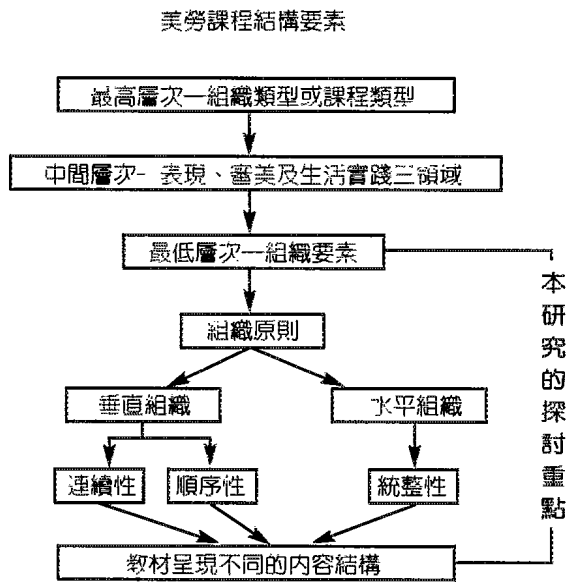 美勞課程結構要素
最高層次一組織類型或課程類型
中間層次- 表現、審美及生活實踐三領域
最低層次一組織要素
組織原則
垂直組織
水平組織
連續性
順序性
統整性
教材呈現不同的內容結構
本研究的探討重點